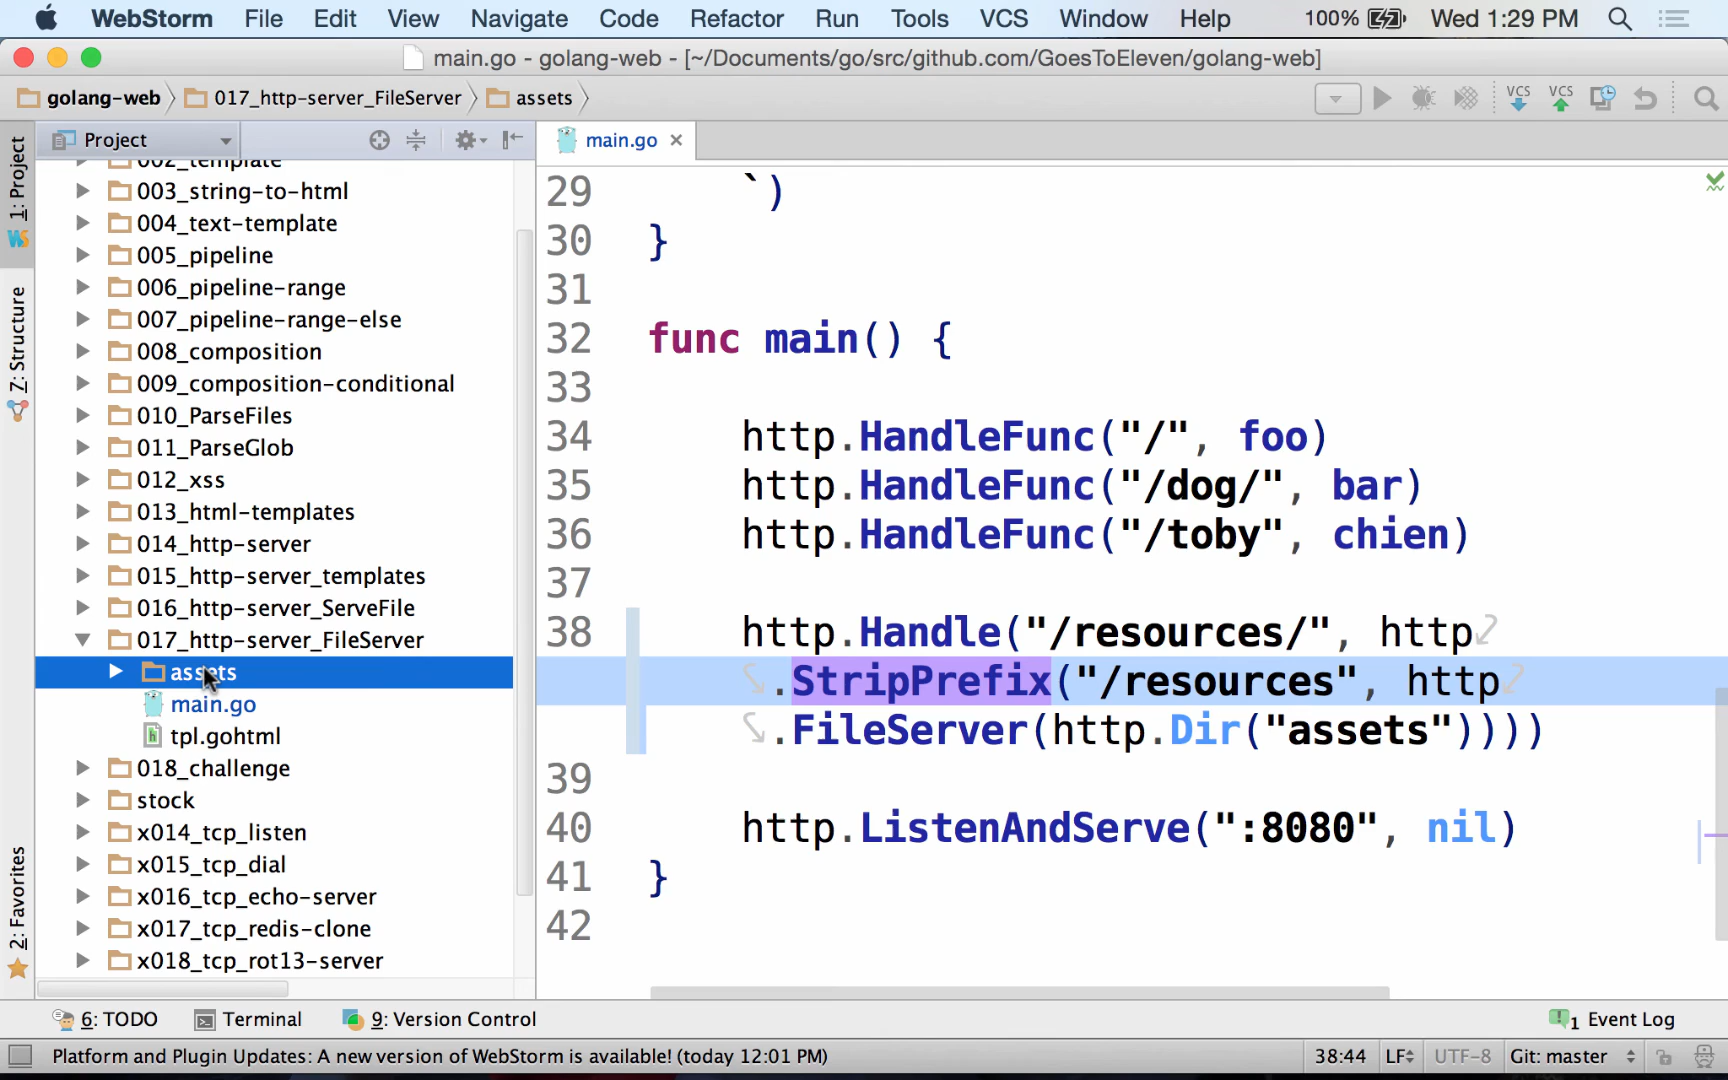 WebStorm File Edit View Navigate Code Refactor Run Tools VCS Window Help 100% Wed 1:29 PM
main.go - golang-web - [~/Documents/go/src/github.com/GoesToEleven/golang-web]
golang-web 017_http-server_FileServer assets VCS VCS
1: Project
7: Structure
2: Favorites
Project
002_template
003_string-to-html
004_text-template
005_pipeline
006_pipeline-range
007_pipeline-range-else
008_composition
009_composition-conditional
010_ParseFiles
011_ParseGlob
012_xss
013_html-templates
014_http-server
015_http-server_templates
016_http-server_ServeFile
017_http-server_FileServer
assets
main.go
tpl.gohtml
018_challenge
stock
x014_tcp_listen
x015_tcp_dial
x016_tcp_echo-server
x017_tcp_redis-clone
x018_tcp_rot13-server
main.go
29 `)
30 }
31
32 func main() {
33
34 http.HandleFunc("/", foo)
35 http.HandleFunc("/dog/", bar)
36 http.HandleFunc("/toby", chien)
37
38 http.Handle("/resources/", http
.StripPrefix("/resources", http
.FileServer(http.Dir("assets"))))
39
40 http.ListenAndServe(":8080", nil)
41 }
42
6: TODO Terminal 9: Version Control 1 Event Log
Platform and Plugin Updates: A new version of WebStorm is available! (today 12:01 PM) 38:44 LF UTF-8 Git: master